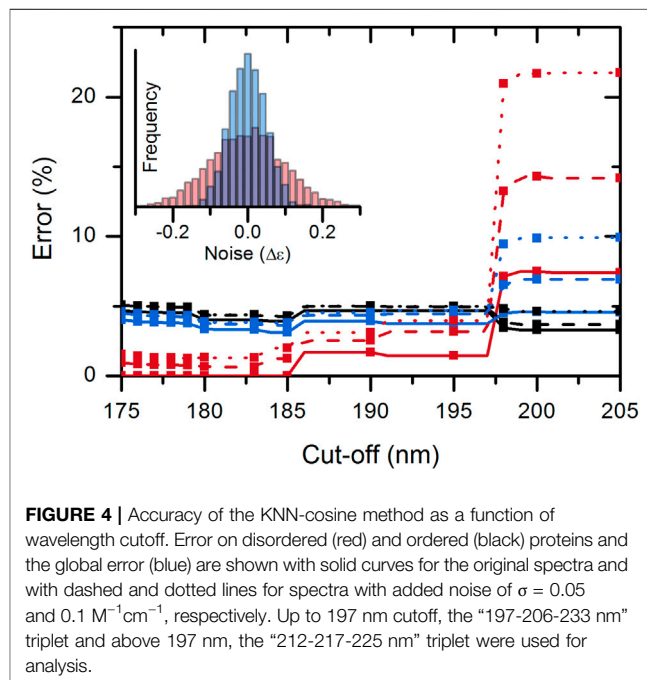 Error (%)
20
10
0
Frequency
-0.2 0.0 0.2
Noise (Δε)
175 180 185 190 195 200 205
Cut-off (nm)
FIGURE 4 | Accuracy of the KNN-cosine method as a function of
wavelength cutoff. Error on disordered (red) and ordered (black) proteins and
the global error (blue) are shown with solid curves for the original spectra and
with dashed and dotted lines for spectra with added noise of σ = 0.05
and 0.1 M⁻¹cm⁻¹, respectively. Up to 197 nm cutoff, the “197-206-233 nm”
triplet and above 197 nm, the “212-217-225 nm” triplet were used for
analysis.